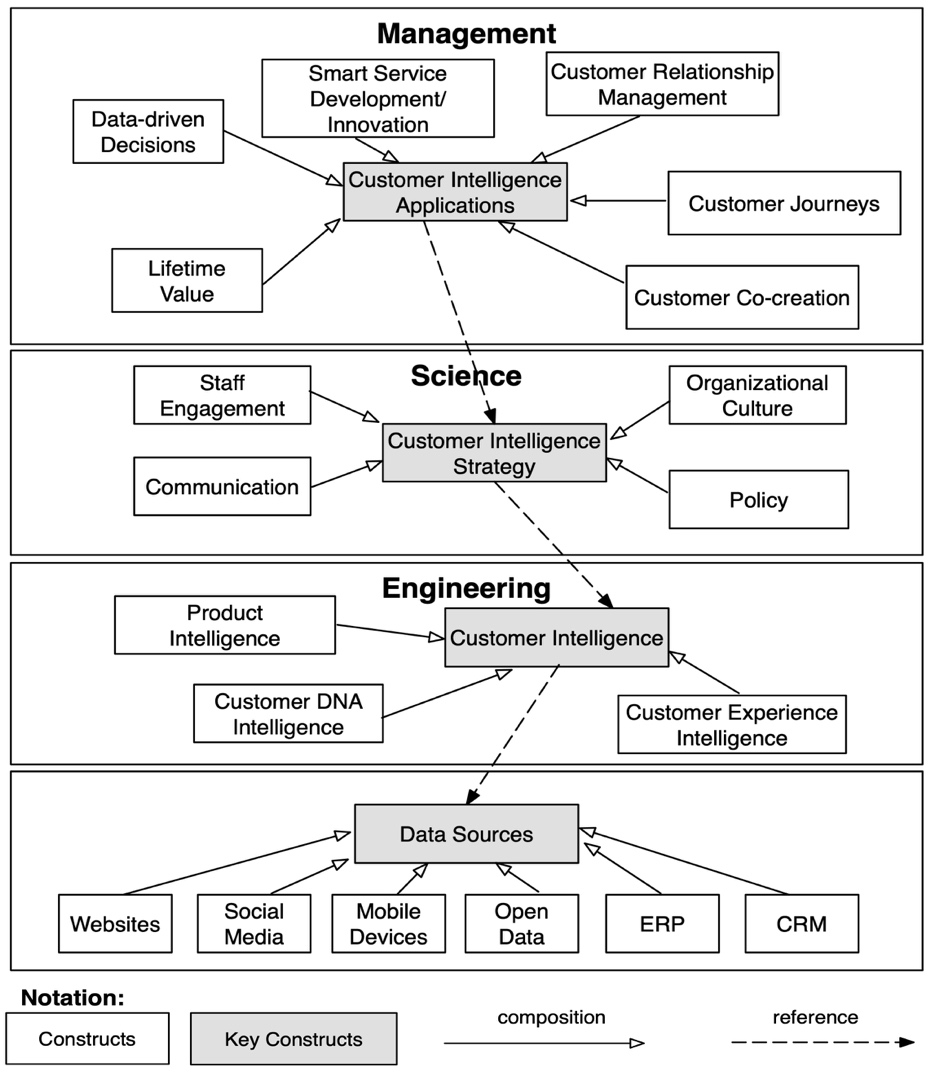 Management
Smart Service
Development/
Innovation
Customer Relationship
Management
Data-driven
Decisions
Customer Intelligence
Applications
Customer Journeys
Lifetime
Value
Customer Co-creation
Science
Staff
Engagement
Organizational
Culture
Customer Intelligence
Strategy
Communication
Policy
Engineering
Product
Intelligence
Customer Intelligence
Customer DNA
Intelligence
Customer Experience
Intelligence
Data Sources
Websites
Social
Media
Mobile
Devices
Open
Data
ERP
CRM
Notation:
Constructs
Key Constructs
composition
reference